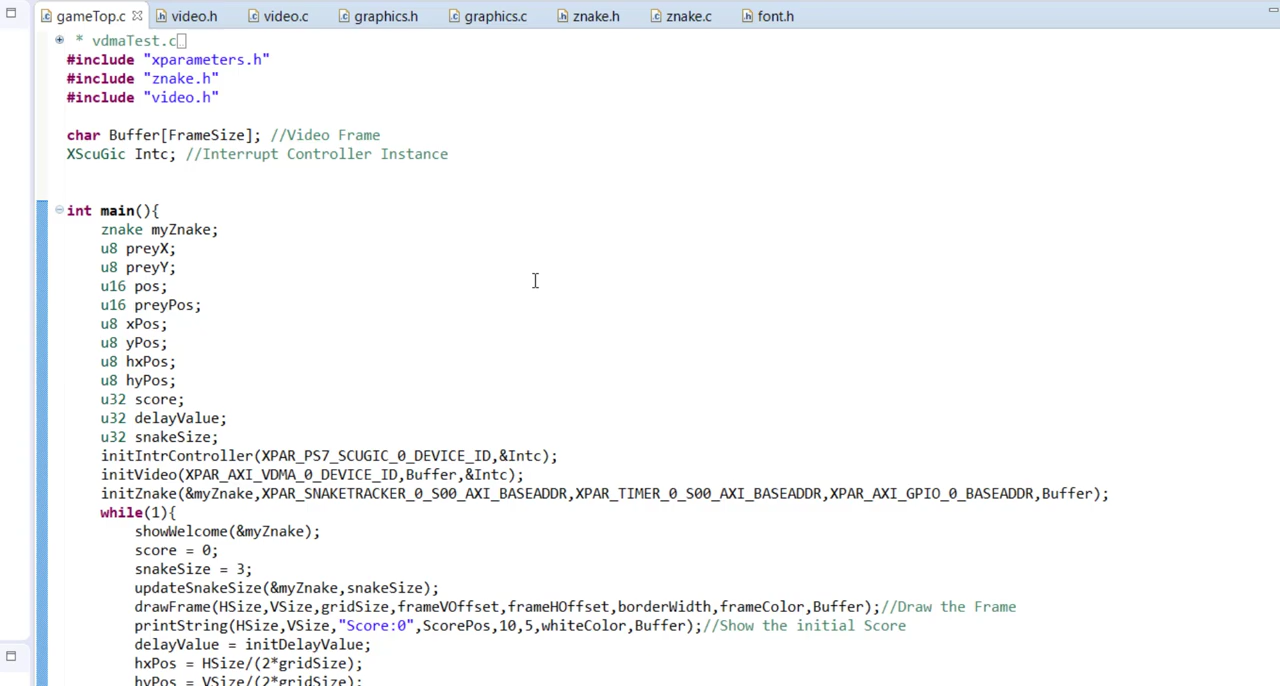 gameTop.c video.h video.c graphics.h graphics.c znake.h znake.c font.h
* vdmaTest.c
#include "xparameters.h"
#include "znake.h"
#include "video.h"
char Buffer[FrameSize]; //Video Frame
XScuGic Intc; //Interrupt Controller Instance
int main(){
znake myZnake;
u8 preyX;
u8 preyY;
u16 pos;
u16 preyPos;
u8 xPos;
u8 yPos;
u8 hxPos;
u8 hyPos;
u32 score;
u32 delayValue;
u32 snakeSize;
initIntrController(XPAR_PS7_SCUGIC_0_DEVICE_ID,&Intc);
initVideo(XPAR_AXI_VDMA_0_DEVICE_ID,Buffer,&Intc);
initZnake(&myZnake,XPAR_SNAKETRACKER_0_S00_AXI_BASEADDR,XPAR_TIMER_0_S00_AXI_BASEADDR,XPAR_AXI_GPIO_0_BASEADDR,Buffer);
while(1){
showWelcome(&myZnake);
score = 0;
snakeSize = 3;
updateSnakeSize(&myZnake,snakeSize);
drawFrame(HSize,VSize,gridSize,frameVOffset,frameHOffset,borderWidth,frameColor,Buffer);//Draw the Frame
printString(HSize,VSize,"Score:0",ScorePos,10,5,whiteColor,Buffer);//Show the initial Score
delayValue = initDelayValue;
hxPos = HSize/(2*gridSize);
hyPos = VSize/(2*gridSize);